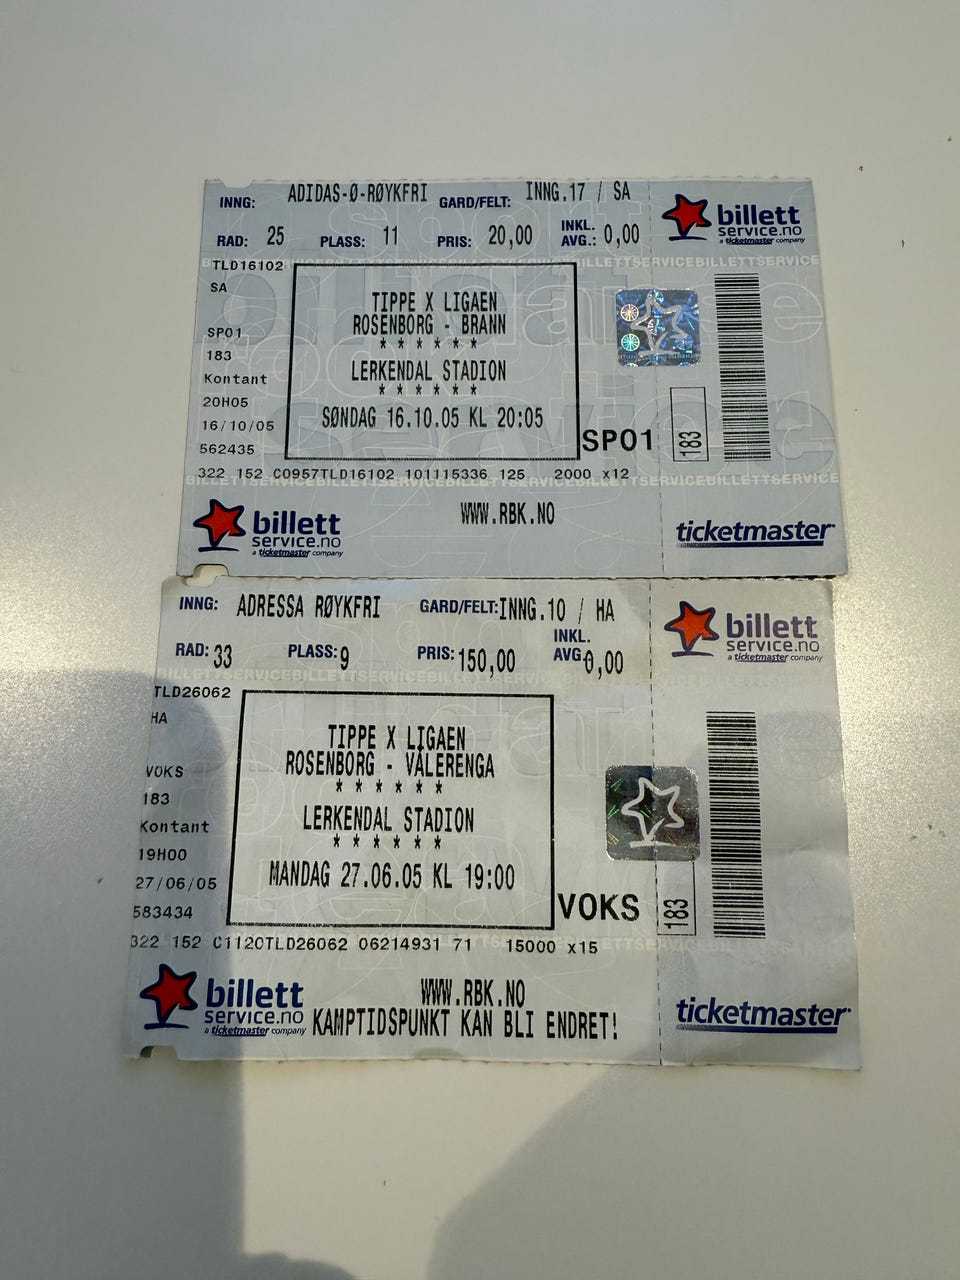 INNG: ADIDAS-Ø-RØYKFRI GARD/FELT: INNG.17 / SA
RAD: 25 PLASS: 11 PRIS: 20,00 INKL. AVG.: 0,00
billett
service.no
a ticketmaster company
BILLETTSERVICEBILLETTSERVICE
TLD16102
SA
SP01
183
Kontant
20H05
16/10/05
562435
TIPPE X LIGAEN
ROSENBORG - BRANN
* * * * * *
LERKENDAL STADION
* * * * * *
SØNDAG 16.10.05 KL 20:05
SP01
183
322 152 C0957TLD16102 101115336 125 2000 x12
BILLETTSERVICEBILLETTSERVICEBILLETTSERVICE
billett
service.no
a ticketmaster company
WWW.RBK.NO
ticketmaster
INNG: ADRESSA RØYKFRI GARD/FELT: INNG.10 / HA
RAD: 33 PLASS: 9 PRIS: 150,00 INKL. AVG.: 0,00
billett
service.no
a ticketmaster company
TLD26062
HA
VOKS
183
Kontant
19H00
27/06/05
583434
TIPPE X LIGAEN
ROSENBORG - VÅLERENGA
* * * * * *
LERKENDAL STADION
* * * * * *
MANDAG 27.06.05 KL 19:00
VOKS
183
322 152 C1120TLD26062 06214931 71 15000 x15
billett
service.no
a ticketmaster company
WWW.RBK.NO
KAMPTIDSPUNKT KAN BLI ENDRET!
ticketmaster